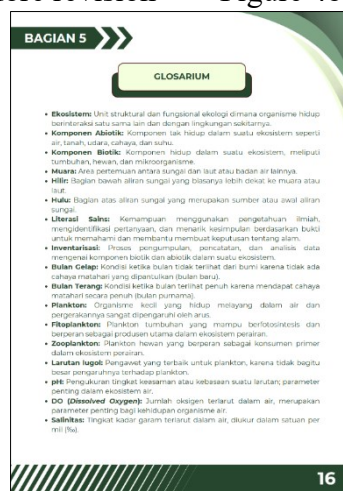 BAGIAN 5
GLOSARIUM
• Ekosistem: Unit struktural dan fungsional ekologi dimana organisme hidup
berinteraksi satu sama lain dan dengan lingkungan sekitarnya.
• Komponen Abiotik: Komponen tak hidup dalam suatu ekosistem seperti
air, tanah, udara, cahaya, dan suhu.
• Komponen Biotik: Komponen hidup dalam suatu ekosistem, meliputi
tumbuhan, hewan, dan mikroorganisme.
• Muara: Area pertemuan antara sungai dan laut atau badan air lainnya.
• Hilir: Bagian bawah aliran sungai yang biasanya lebih dekat ke muara atau
laut.
• Hulu: Bagian atas aliran sungai yang merupakan sumber atau awal aliran
sungai.
• Literasi Sains: Kemampuan menggunakan pengetahuan ilmiah,
mengidentifikasi pertanyaan, dan menarik kesimpulan berdasarkan bukti
untuk memahami dan membantu membuat keputusan tentang alam.
• Inventarisasi: Proses pengumpulan, pencatatan, dan analisis data
mengenai komponen biotik dan abiotik dalam suatu ekosistem.
• Bulan Gelap: Kondisi ketika bulan tidak terlihat dari bumi karena tidak ada
cahaya matahari yang dipantulkan (bulan baru).
• Bulan Terang: Kondisi bulan terlihat penuh karena mendapat cahaya
matahari secara penuh (bulan purnama).
• Plankton: Organisme kecil yang hidup melayang dalam air dan
pergerakannya sangat dipengaruhi oleh arus.
• Fitoplankton: Plankton tumbuhan yang mampu berfotosintesis dan
berperan sebagai produsen utama dalam ekosistem perairan.
• Zooplankton: Plankton hewan yang berperan sebagai konsumen primer
dalam ekosistem perairan.
• Larutan lugol: Pengawet yang terbaik untuk plankton, karena tidak begitu
besar pengaruhnya terhadap plankton.
• pH: Pengukuran tingkat keasaman atau kebasaan suatu larutan; parameter
penting dalam ekosistem air.
• DO (Dissolved Oxygen): Jumlah oksigen terlarut dalam air, merupakan
parameter penting bagi kehidupan organisme air.
• Salinitas: Tingkat kadar garam terlarut dalam air, diukur dalam satuan per
mil (‰).
16